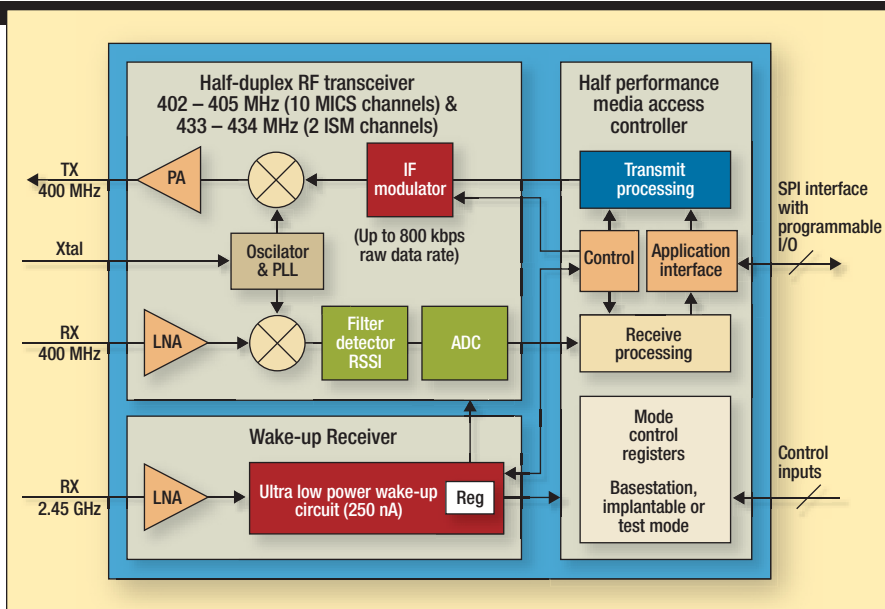 Half-duplex RF transceiver
402 – 405 MHz (10 MICS channels) &
433 – 434 MHz (2 ISM channels)
TX
400 MHz
PA
IF
modulator
(Up to 800 kbps
raw data rate)
Xtal
Oscilator
& PLL
RX
400 MHz
LNA
Filter
detector
RSSI
ADC
Wake-up Receiver
RX
2.45 GHz
LNA
Ultra low power wake-up
circuit (250 nA)
Reg
Half performance
media access
controller
Transmit
processing
Control
Application
interface
Receive
processing
Mode
control
registers
Basestation,
implantable or
test mode
SPI interface
with
programmable
I/O
Control
inputs